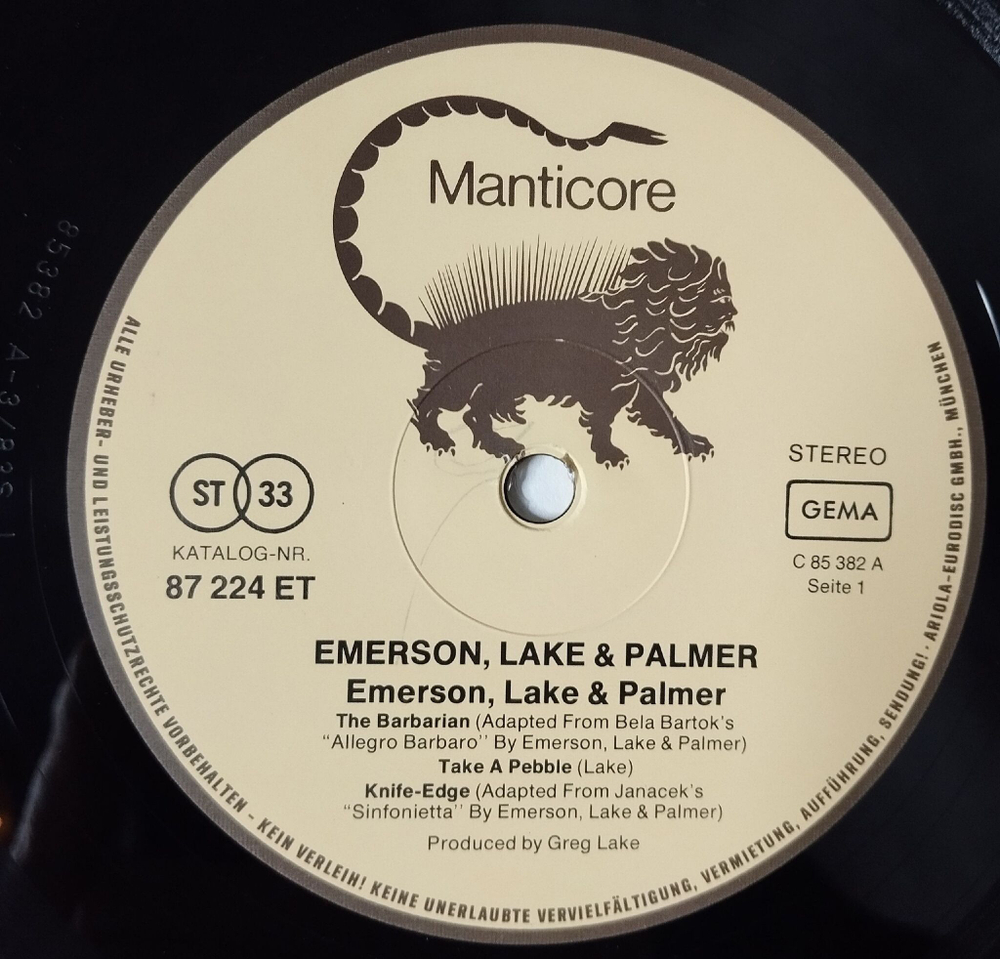 Manticore
ST 33
KATALOG-NR.
87 224 ET
STEREO
GEMA
C 85 382 A
Seite 1
EMERSON, LAKE & PALMER
Emerson, Lake & Palmer
The Barbarian (Adapted From Bela Bartok's
“Allegro Barbaro” By Emerson, Lake & Palmer)
Take A Pebble (Lake)
Knife-Edge (Adapted From Janacek's
“Sinfonietta” By Emerson, Lake & Palmer)
Produced by Greg Lake
ALLE URHEBER- UND LEISTUNGSSCHUTZRECHTE VORBEHALTEN – KEIN VERLEIH! KEINE UNERLAUBTE VERVIELFÄLTIGUNG, VERMIETUNG, AUFFÜHRUNG, SENDUNG! · ARIOLA-EURODISC GMBH., MÜNCHEN
85382 A-3/83S